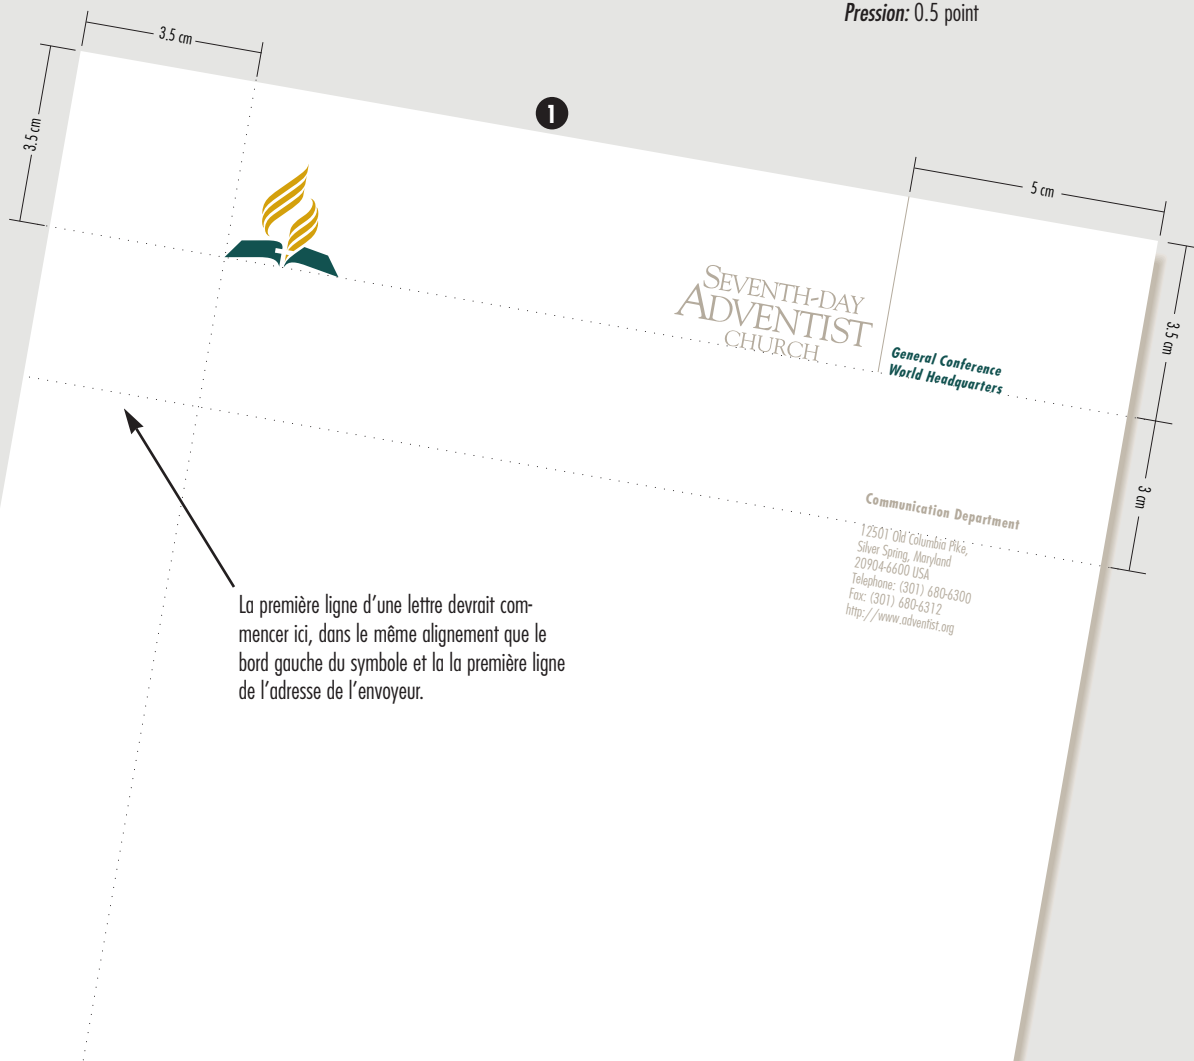 Pression: 0.5 point
3.5 cm
3.5 cm
1
5 cm
3.5 cm
SEVENTH-DAY
ADVENTIST
CHURCH
General Conference
World Headquarters
3 cm
Communication Department
12501 Old Columbia Pike,
Silver Spring, Maryland
20904-6600 USA
Telephone: (301) 680-6300
Fax: (301) 680-6312
http://www.adventist.org
La première ligne d'une lettre devrait com-
mencer ici, dans le même alignement que le
bord gauche du symbole et la la première ligne
de l'adresse de l'envoyeur.